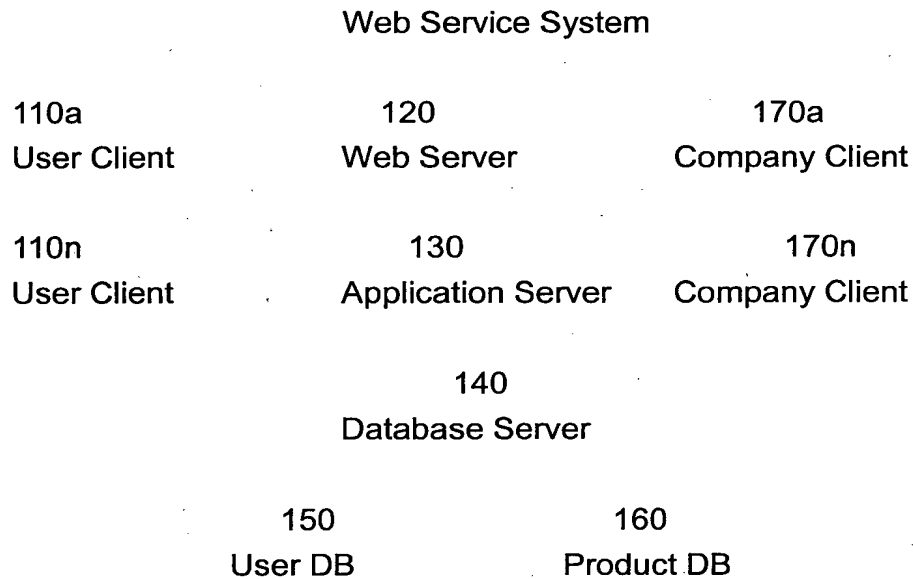 Web Service System
110a 120 170a
User Client Web Server Company Client
110n 130 170n
User Client Application Server Company Client
140
Database Server
150 160
User DB Product DB